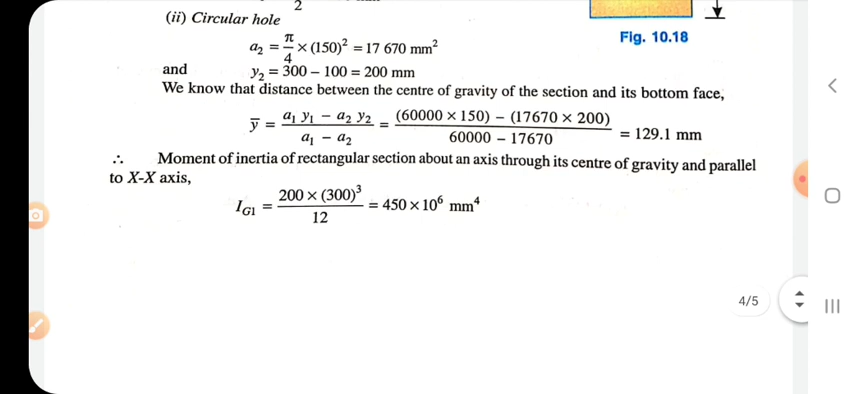 2
(ii) Circular hole
a₂ = π/4 × (150)² = 17 670 mm²
and y₂ = 300 – 100 = 200 mm
Fig. 10.18
We know that distance between the centre of gravity of the section and its bottom face,
ȳ = (a₁ y₁ – a₂ y₂)/(a₁ – a₂) = ((60000 × 150) – (17670 × 200))/(60000 – 17670) = 129.1 mm
∴ Moment of inertia of rectangular section about an axis through its centre of gravity and parallel
to X-X axis,
I_G1 = (200 × (300)³)/12 = 450 × 10⁶ mm⁴
4/5